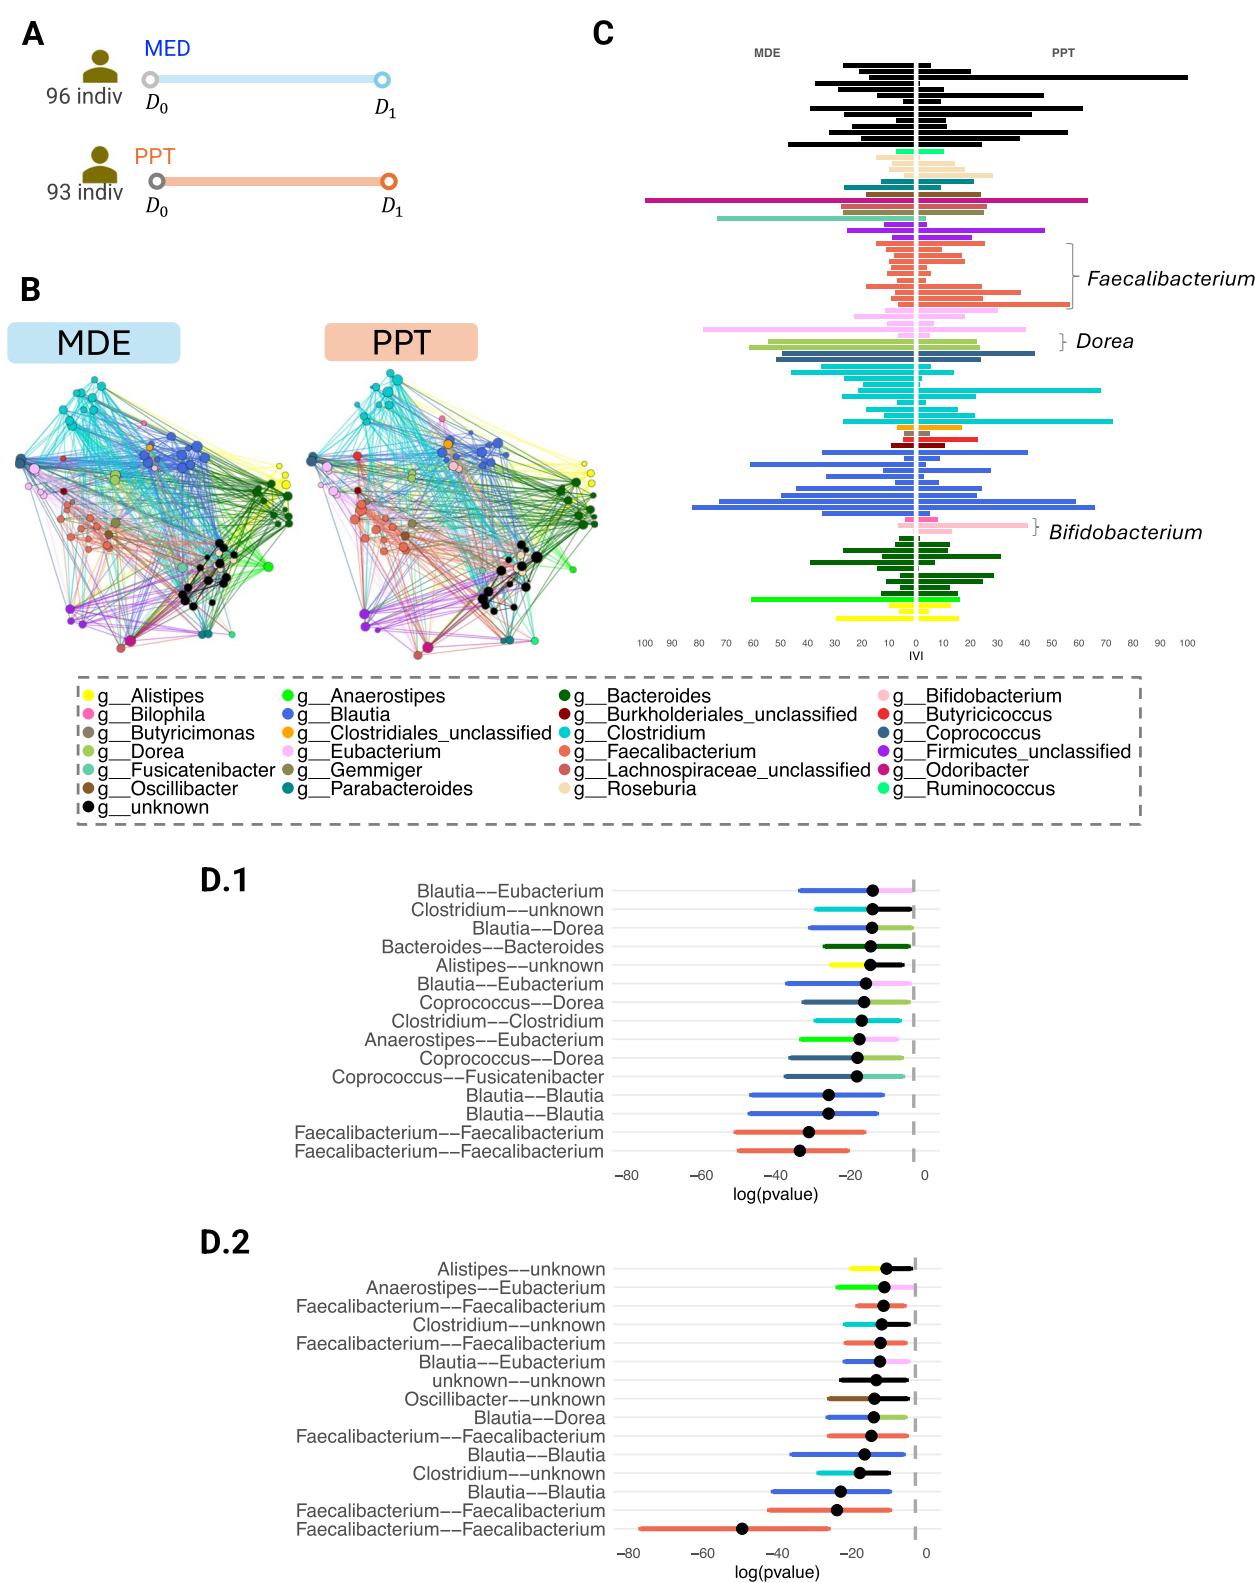 A
MED
96 indiv
D0
D1
PPT
93 indiv
D0
D1
B
MDE
PPT
C
MDE
PPT
Faecalibacterium
Dorea
Bifidobacterium
100 90 80 70 60 50 40 30 20 10 0 10 20 30 40 50 60 70 80 90 100
IVI
g__Alistipes g__Anaerostipes g__Bacteroides g__Bifidobacterium
g__Bilophila g__Blautia g__Burkholderiales_unclassified g__Butyricicoccus
g__Butyricimonas g__Clostridiales_unclassified g__Clostridium g__Coprococcus
g__Dorea g__Eubacterium g__Faecalibacterium g__Firmicutes_unclassified
g__Fusicatenibacter g__Gemmiger g__Lachnospiraceae_unclassified g__Odoribacter
g__Oscillibacter g__Parabacteroides g__Roseburia g__Ruminococcus
g__unknown
D.1
Blautia--Eubacterium
Clostridium--unknown
Blautia--Dorea
Bacteroides--Bacteroides
Alistipes--unknown
Blautia--Eubacterium
Coprococcus--Dorea
Clostridium--Clostridium
Anaerostipes--Eubacterium
Coprococcus--Dorea
Coprococcus--Fusicatenibacter
Blautia--Blautia
Blautia--Blautia
Faecalibacterium--Faecalibacterium
Faecalibacterium--Faecalibacterium
−80 −60 −40 −20 0
log(pvalue)
D.2
Alistipes--unknown
Anaerostipes--Eubacterium
Faecalibacterium--Faecalibacterium
Clostridium--unknown
Faecalibacterium--Faecalibacterium
Blautia--Eubacterium
unknown--unknown
Oscillibacter--unknown
Blautia--Dorea
Faecalibacterium--Faecalibacterium
Blautia--Blautia
Clostridium--unknown
Blautia--Blautia
Faecalibacterium--Faecalibacterium
Faecalibacterium--Faecalibacterium
−80 −60 −40 −20 0
log(pvalue)